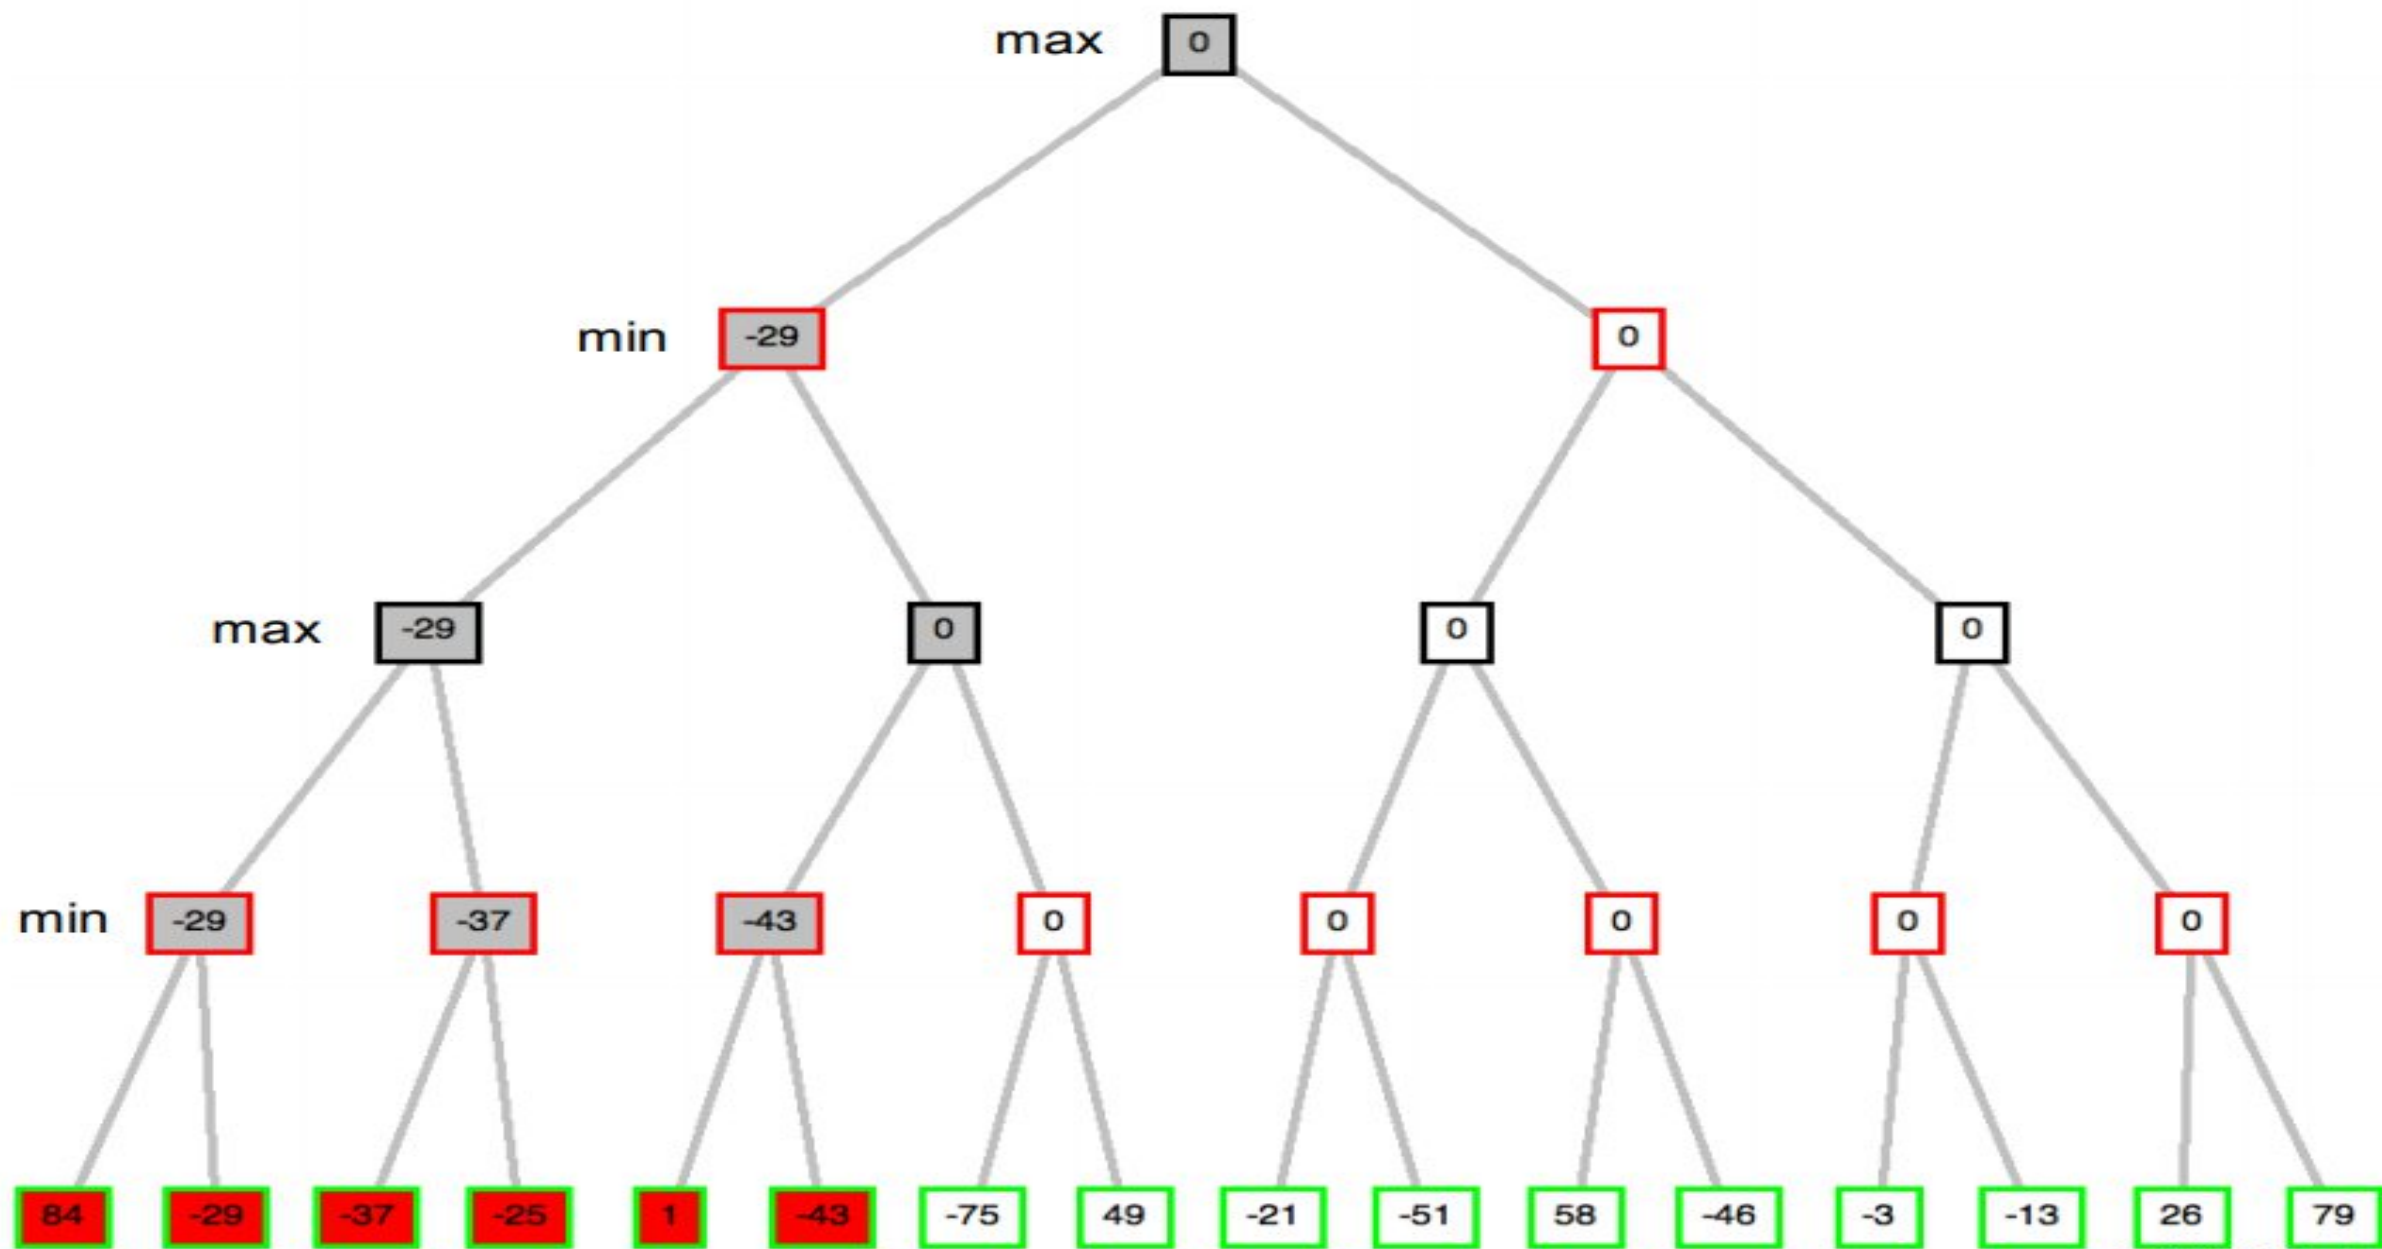 max 0
min -29 0
max -29 0 0 0
min -29 -37 -43 0 0 0 0 0
84 -29 -37 -25 1 -43 -75 49 -21 -51 58 -46 -3 -13 26 79